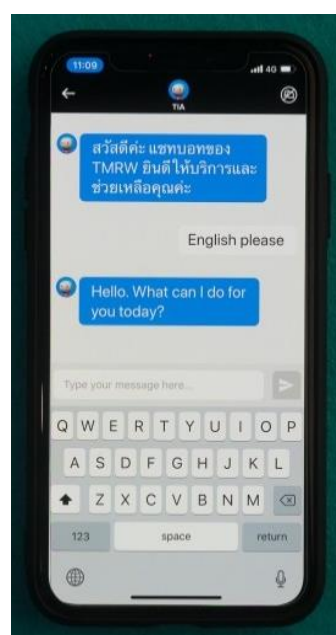 11:09
4G
TIA
สวัสดีค่ะ แชทบอทของ
TMRW ยินดีให้บริการและ
ช่วยเหลือคุณค่ะ
English please
Hello. What can I do for
you today?
Type your message here...
Q W E R T Y U I O P
A S D F G H J K L
Z X C V B N M
123 space return